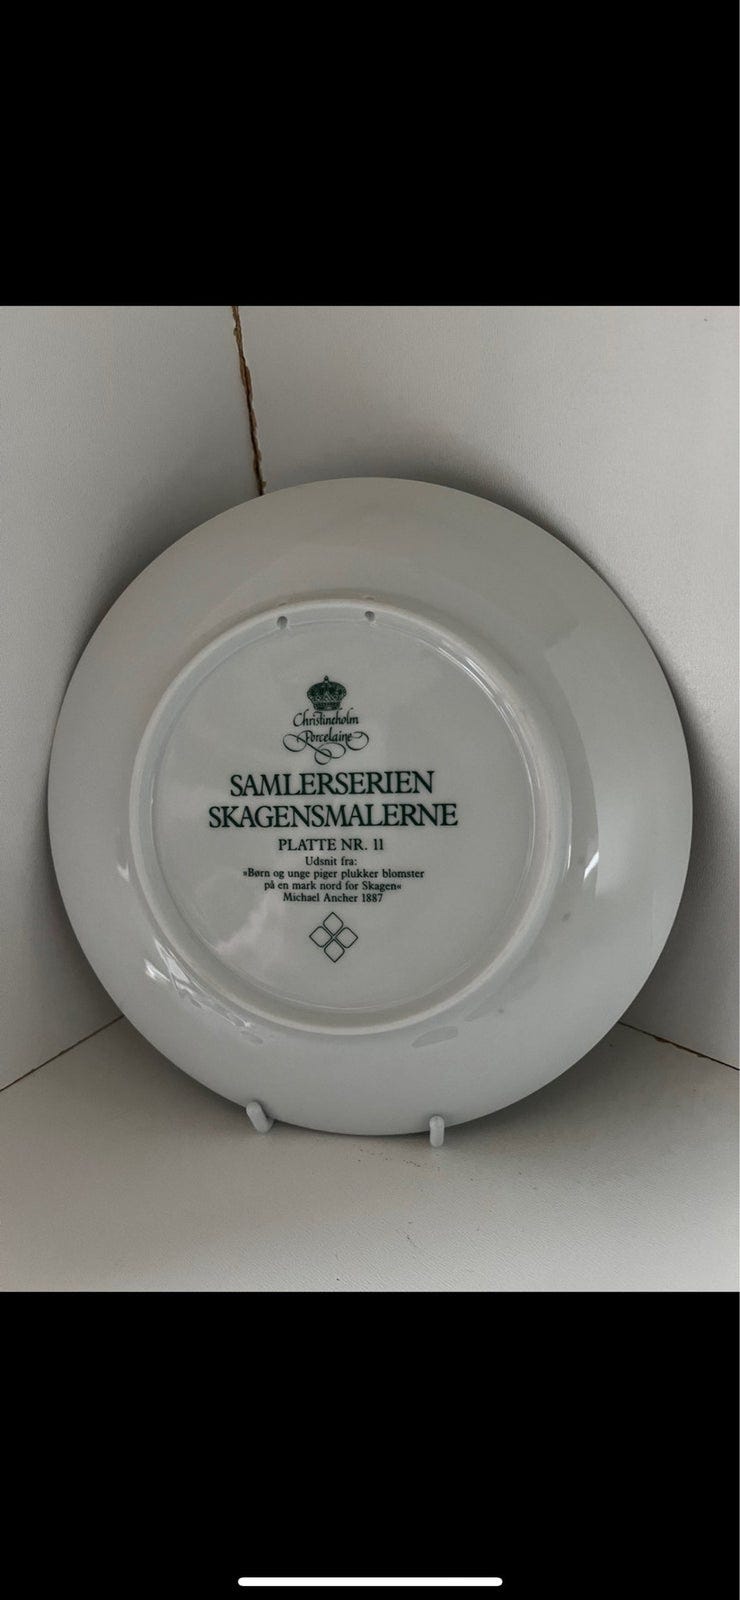 Christineholm
Porcelaine
SAMLERSERIEN
SKAGENSMALERNE
PLATTE NR. 11
Udsnit fra:
»Børn og unge piger plukker blomster
på en mark nord for Skagen«
Michael Ancher 1887